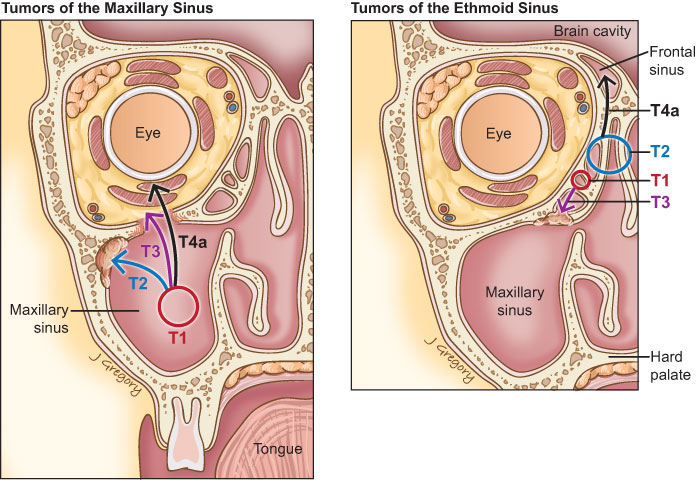 Tumors of the Maxillary Sinus
Eye
T4a
T3
T2
Maxillary
sinus
T1
J Gregory
Tongue
Tumors of the Ethmoid Sinus
Brain cavity
Frontal
sinus
T4a
Eye
T2
T1
T3
Maxillary
sinus
Hard
palate
J Gregory